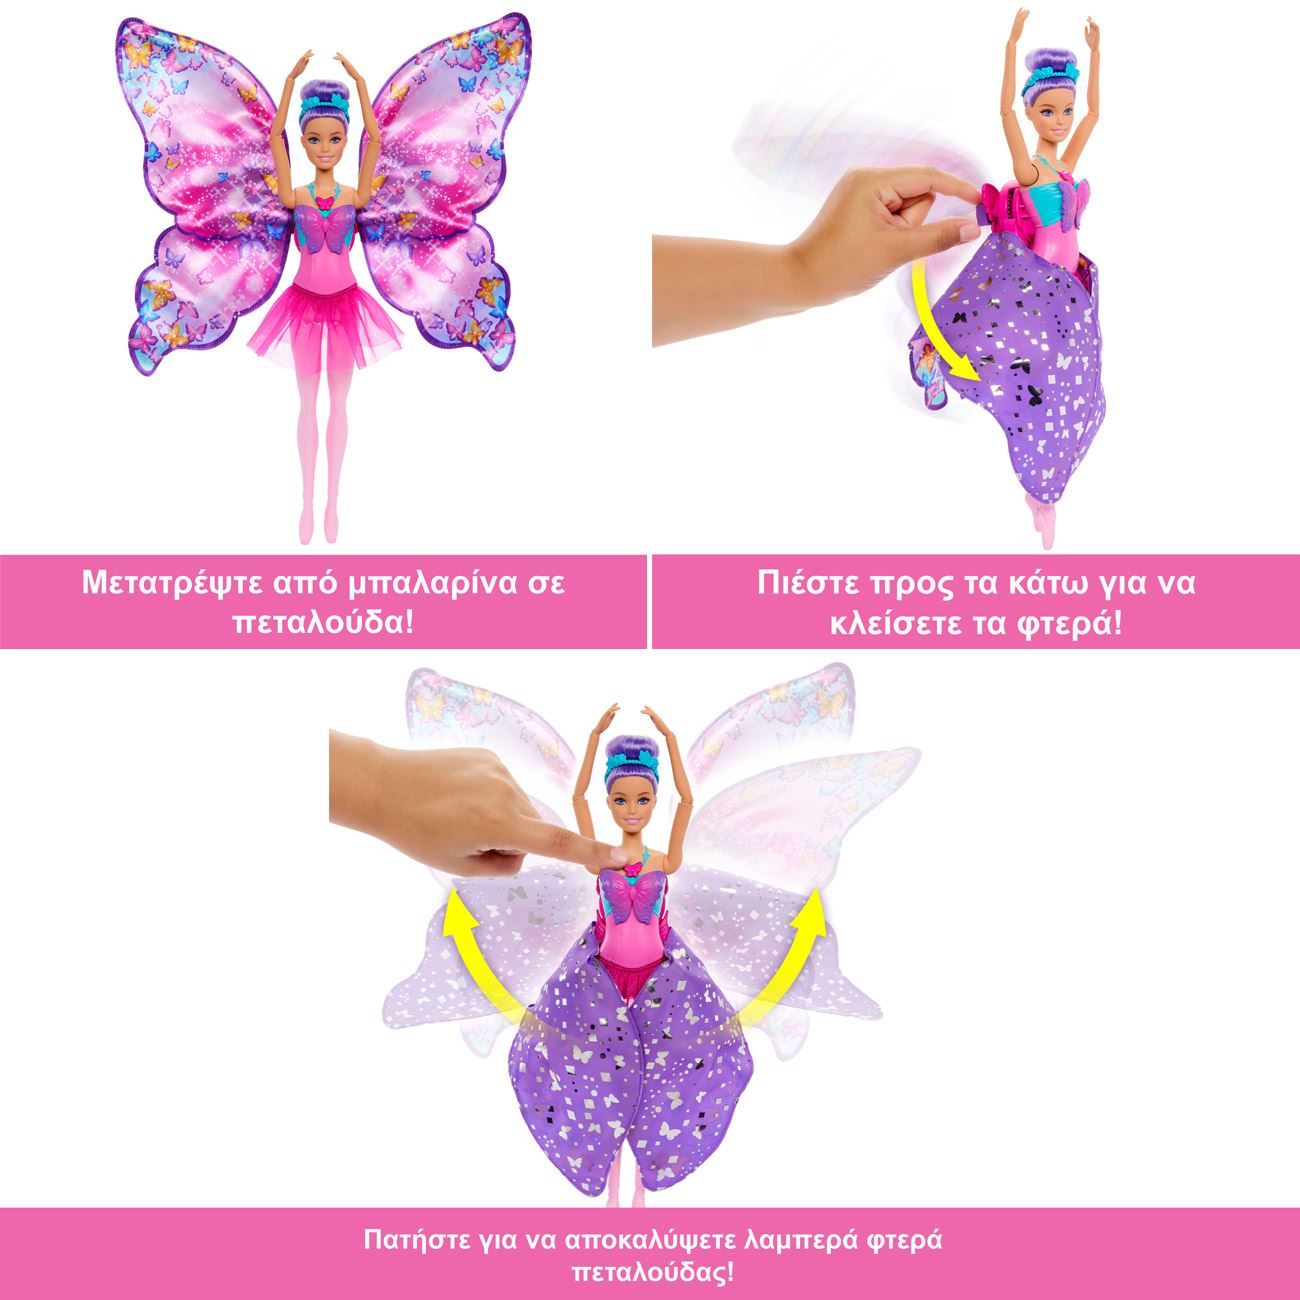 Μετατρέψτε από μπαλαρίνα σε
πεταλούδα!
Πιέστε προς τα κάτω για να
κλείσετε τα φτερά!
Πατήστε για να αποκαλύψετε λαμπερά φτερά
πεταλούδας!